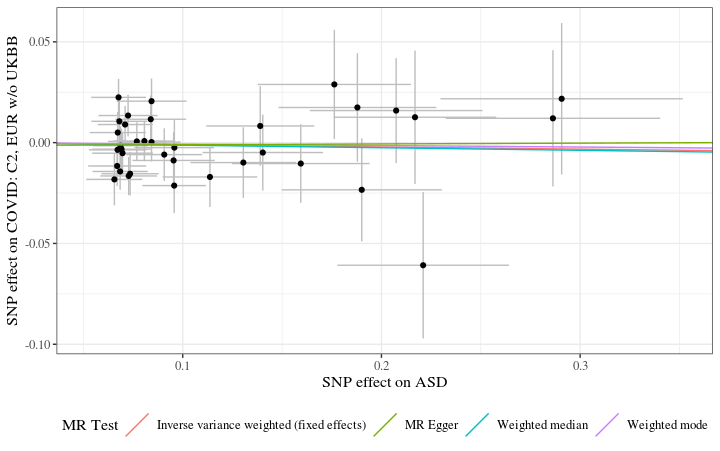 SNP effect on COVID: C2, EUR w/o UKBB
0.05
0.00
-0.05
-0.10
0.1
0.2
0.3
SNP effect on ASD
MR Test
Inverse variance weighted (fixed effects)
MR Egger
Weighted median
Weighted mode